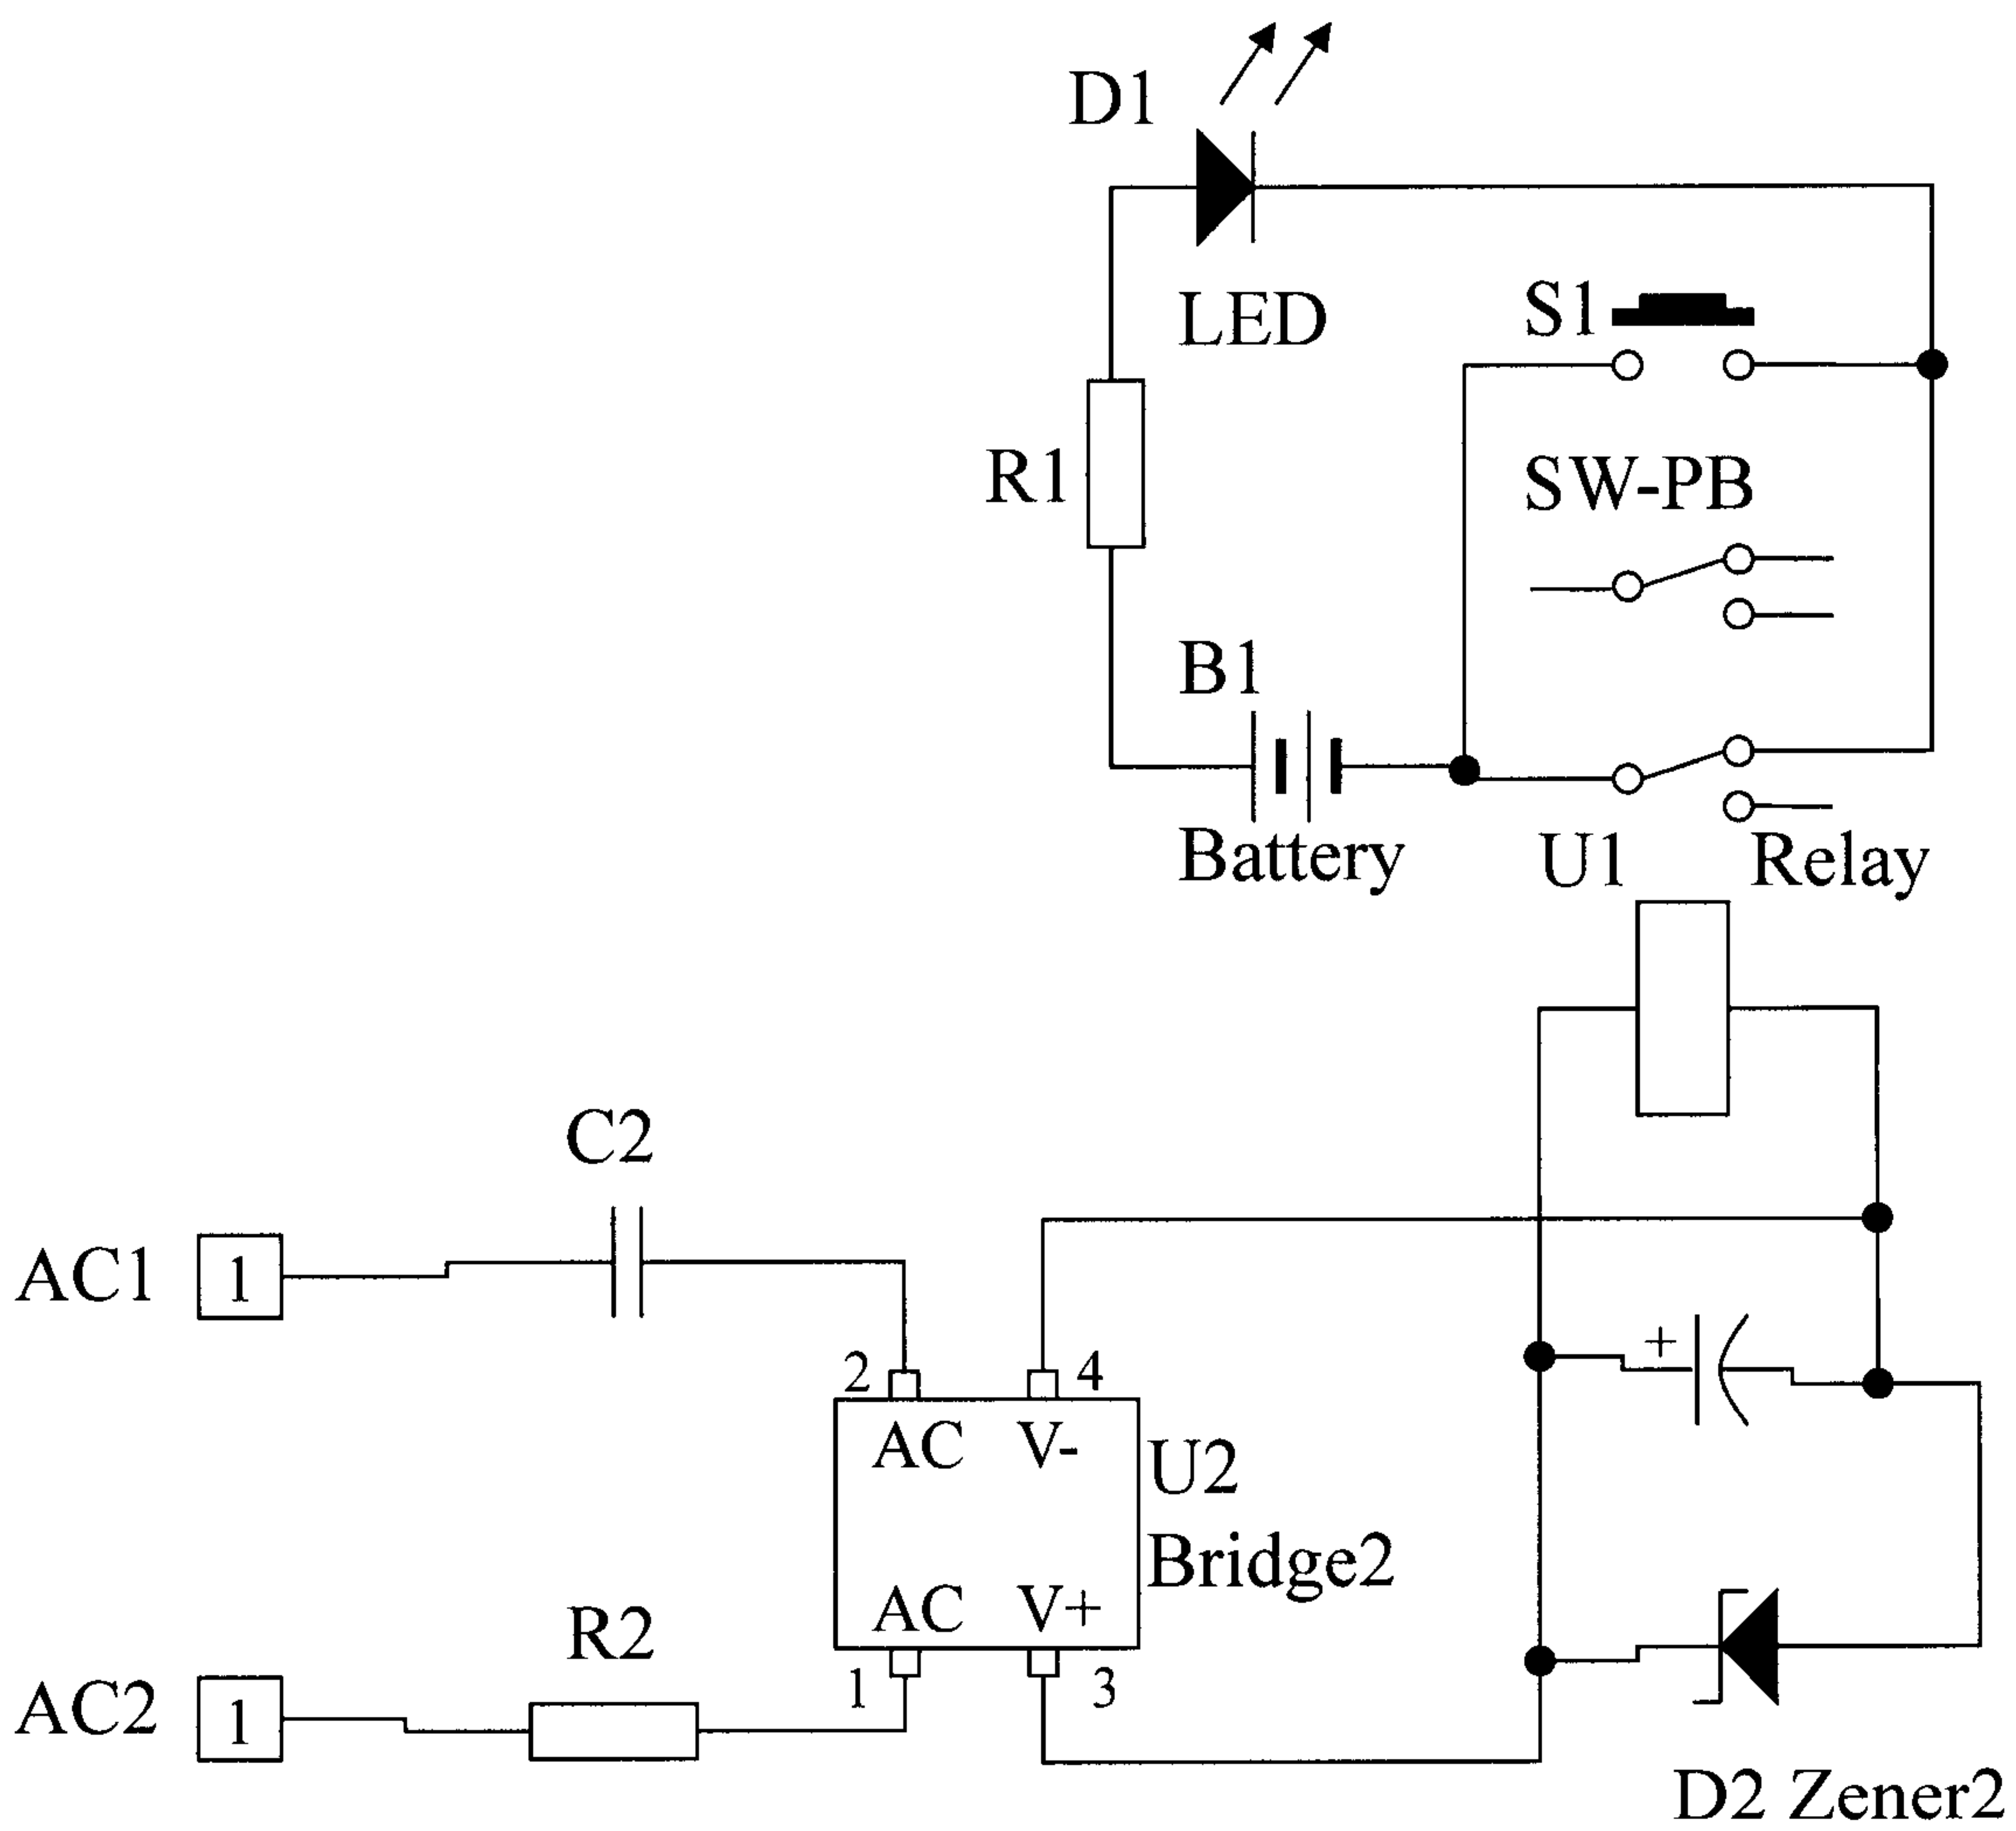 D1
LED
S1
R1
SW-PB
B1
Battery
U1
Relay
C2
AC1
1
+
2
4
AC
V-
U2
Bridge2
AC
V+
R2
1
3
AC2
1
D2 Zener2